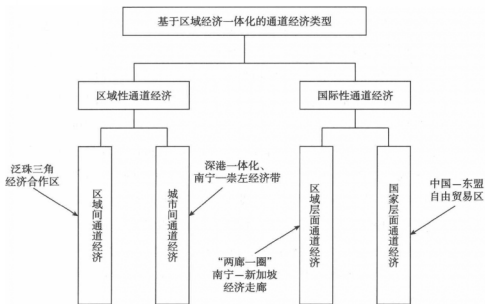 基于区域经济一体化的通道经济类型
区域性通道经济
国际性通道经济
泛珠三角
经济合作区
区域间通道经济
城市间通道经济
深港一体化、
南宁—崇左经济带
区域层面通道经济
“两廊一圈”
南宁—新加坡
经济走廊
国家层面通道经济
中国—东盟
自由贸易区